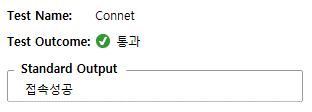 Test Name: Connet
Test Outcome: 통과
Standard Output
접속성공